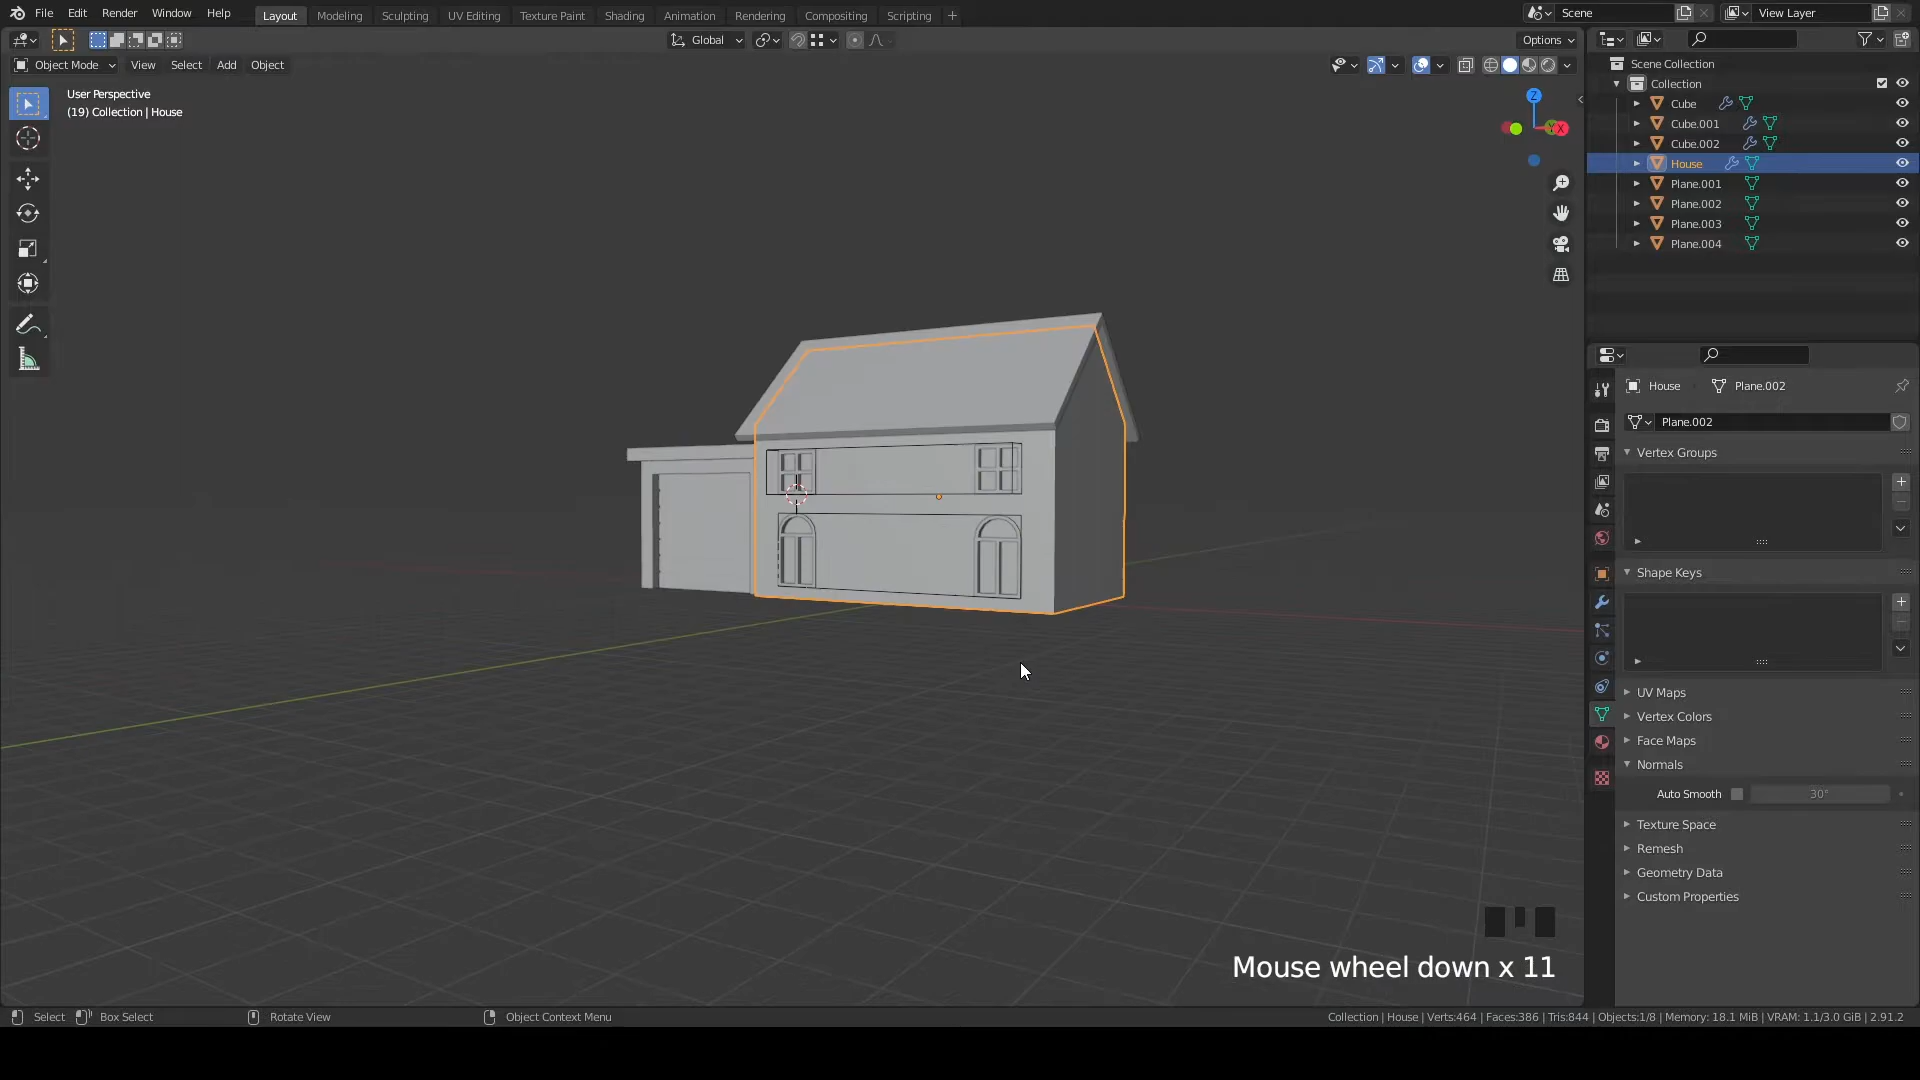 File Edit Render Window Help Layout Modeling Sculpting UV Editing Texture Paint Shading Animation Rendering Compositing Scripting + Scene View Layer
Global Options
Object Mode View Select Add Object
User Perspective
(19) Collection | House
Z
Y X
Scene Collection
Collection
Cube
Cube.001
Cube.002
House
Plane.001
Plane.002
Plane.003
Plane.004
House Plane.002
Plane.002
Vertex Groups
Shape Keys
UV Maps
Vertex Colors
Face Maps
Normals
Auto Smooth 30°
Texture Space
Remesh
Geometry Data
Custom Properties
Mouse wheel down x 11
Select Box Select Rotate View Object Context Menu Collection | House | Verts:464 | Faces:386 | Tris:844 | Objects:1/8 | Memory: 18.1 MiB | VRAM: 1.1/3.0 GiB | 2.91.2